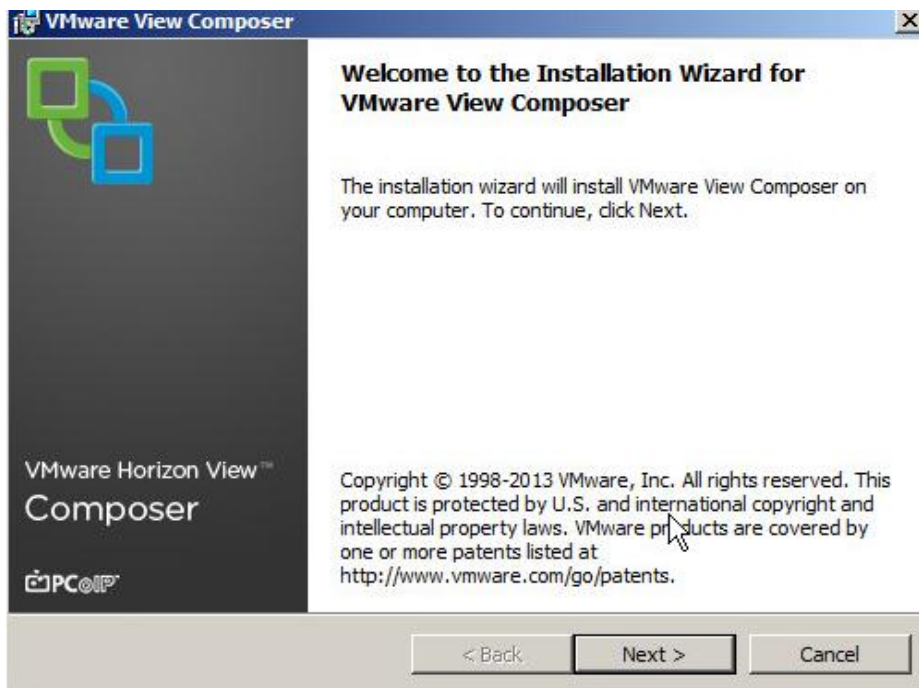 VMware View Composer
Welcome to the Installation Wizard for
VMware View Composer
The installation wizard will install VMware View Composer on
your computer. To continue, click Next.
VMware Horizon View™
Composer
PCoIP
Copyright © 1998-2013 VMware, Inc. All rights reserved. This
product is protected by U.S. and international copyright and
intellectual property laws. VMware products are covered by
one or more patents listed at
http://www.vmware.com/go/patents.
< Back
Next >
Cancel